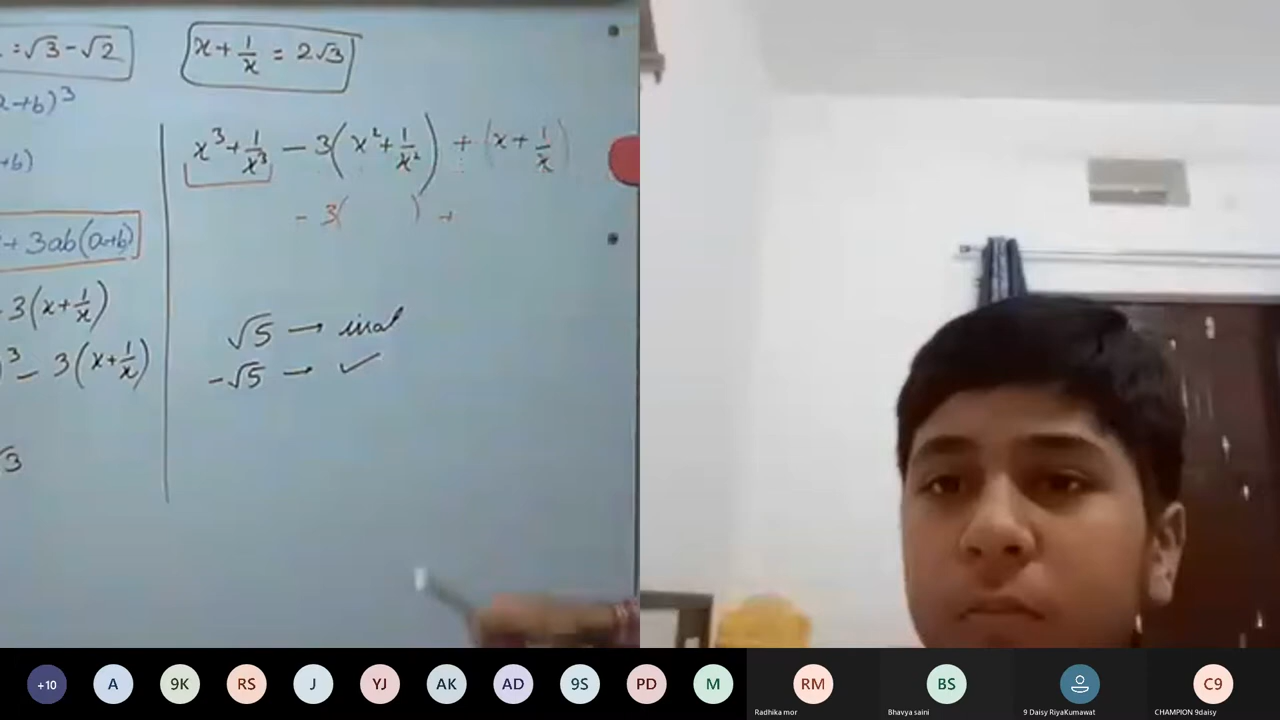 = √3 - √2
x + 1/x = 2√3
a+b)³
+b)
x³ + 1/x³ - 3(x² + 1/x²) + (x + 1/x)
- 3( ) +
+ 3ab(a+b)
3(x + 1/x)
)³ - 3(x + 1/x)
√3
√5 →
-√5 → ✓
+10
A
9K
RS
J
YJ
AK
AD
9S
PD
M
RM
BS
C9
Radhika mor
Bhavya saini
9 Daisy RiyaKumawat
CHAMPION 9daisy